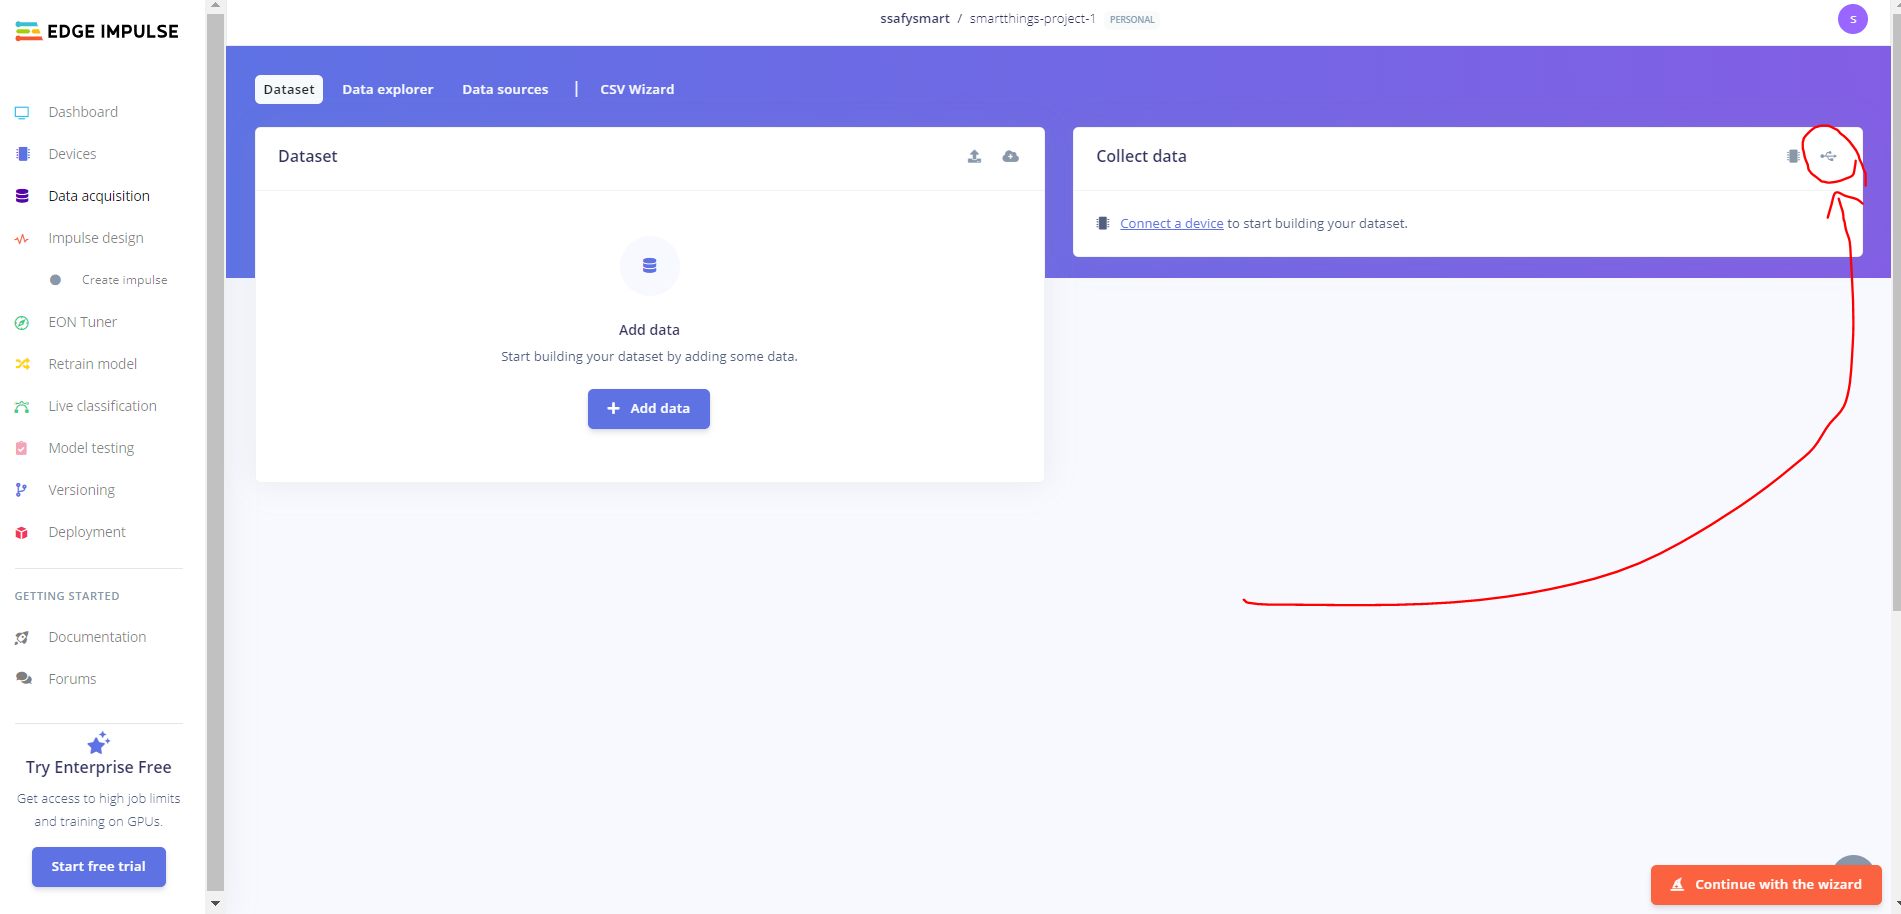 EDGE IMPULSE
ssafysmart / smartthings-project-1 PERSONAL
S
Dashboard
Devices
Data acquisition
Impulse design
Create impulse
EON Tuner
Retrain model
Live classification
Model testing
Versioning
Deployment
GETTING STARTED
Documentation
Forums
Try Enterprise Free
Get access to high job limits
and training on GPUs.
Start free trial
Dataset Data explorer Data sources | CSV Wizard
Dataset
Add data
Start building your dataset by adding some data.
+ Add data
Collect data
Connect a device to start building your dataset.
Continue with the wizard